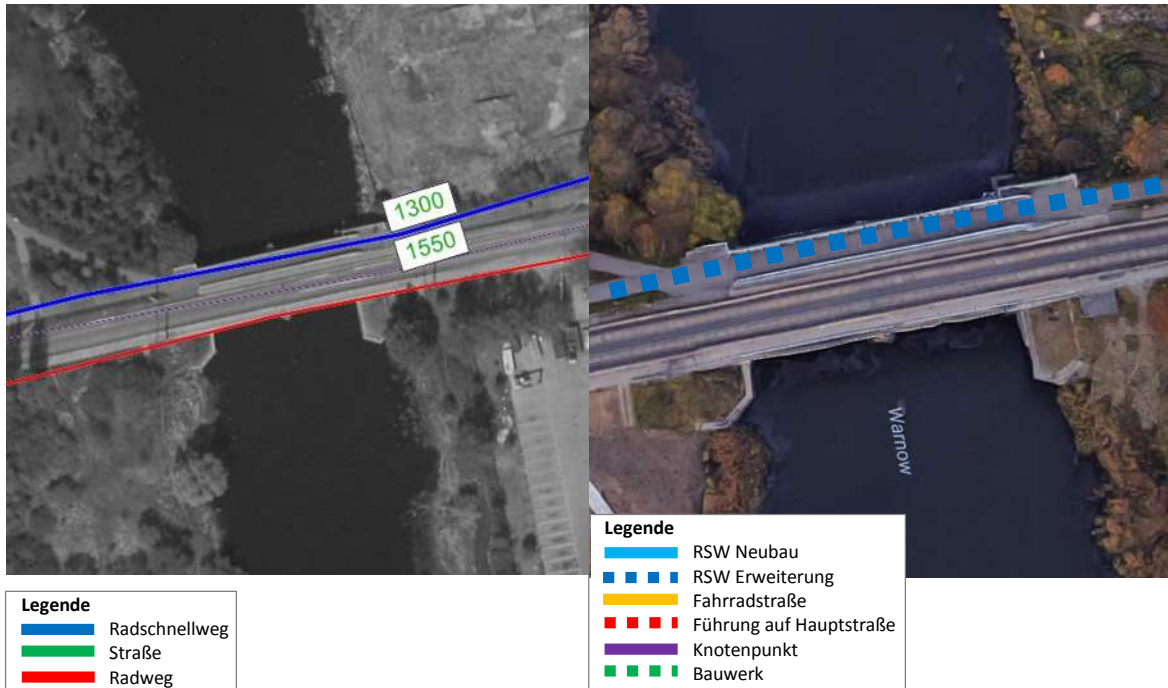 1300
1550
Warnow
Legende
Radschnellweg
Straße
Radweg
Legende
RSW Neubau
RSW Erweiterung
Fahrradstraße
Führung auf Hauptstraße
Knotenpunkt
Bauwerk